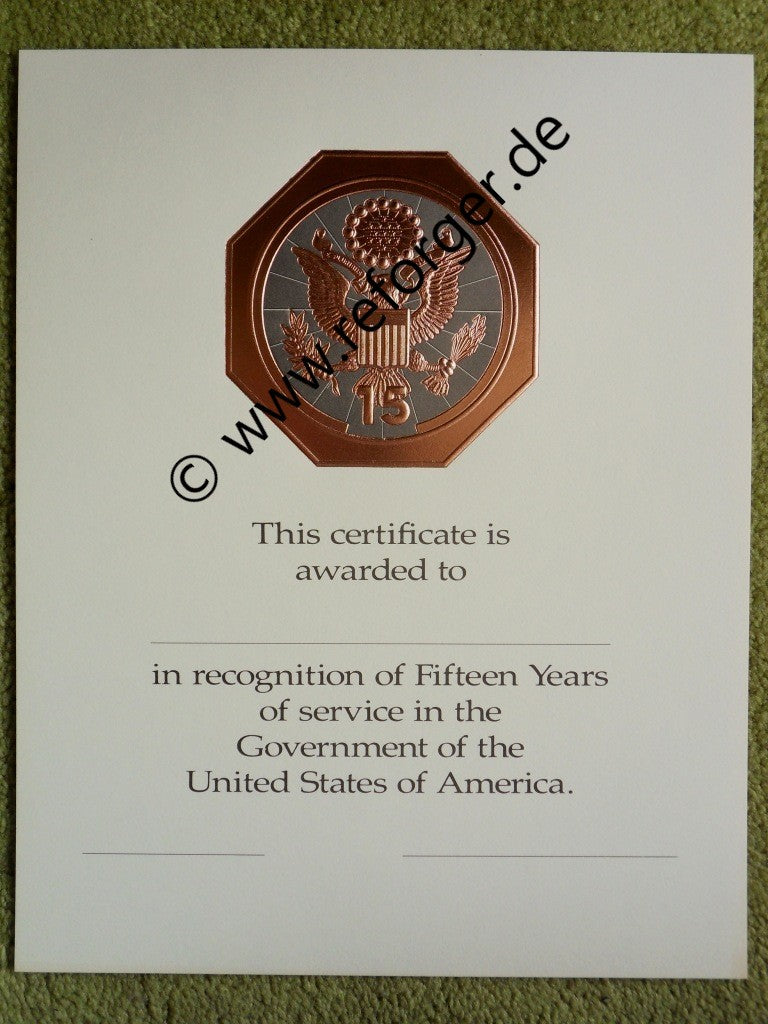 © www.reforger.de
15
This certificate is
awarded to
in recognition of Fifteen Years
of service in the
Government of the
United States of America.